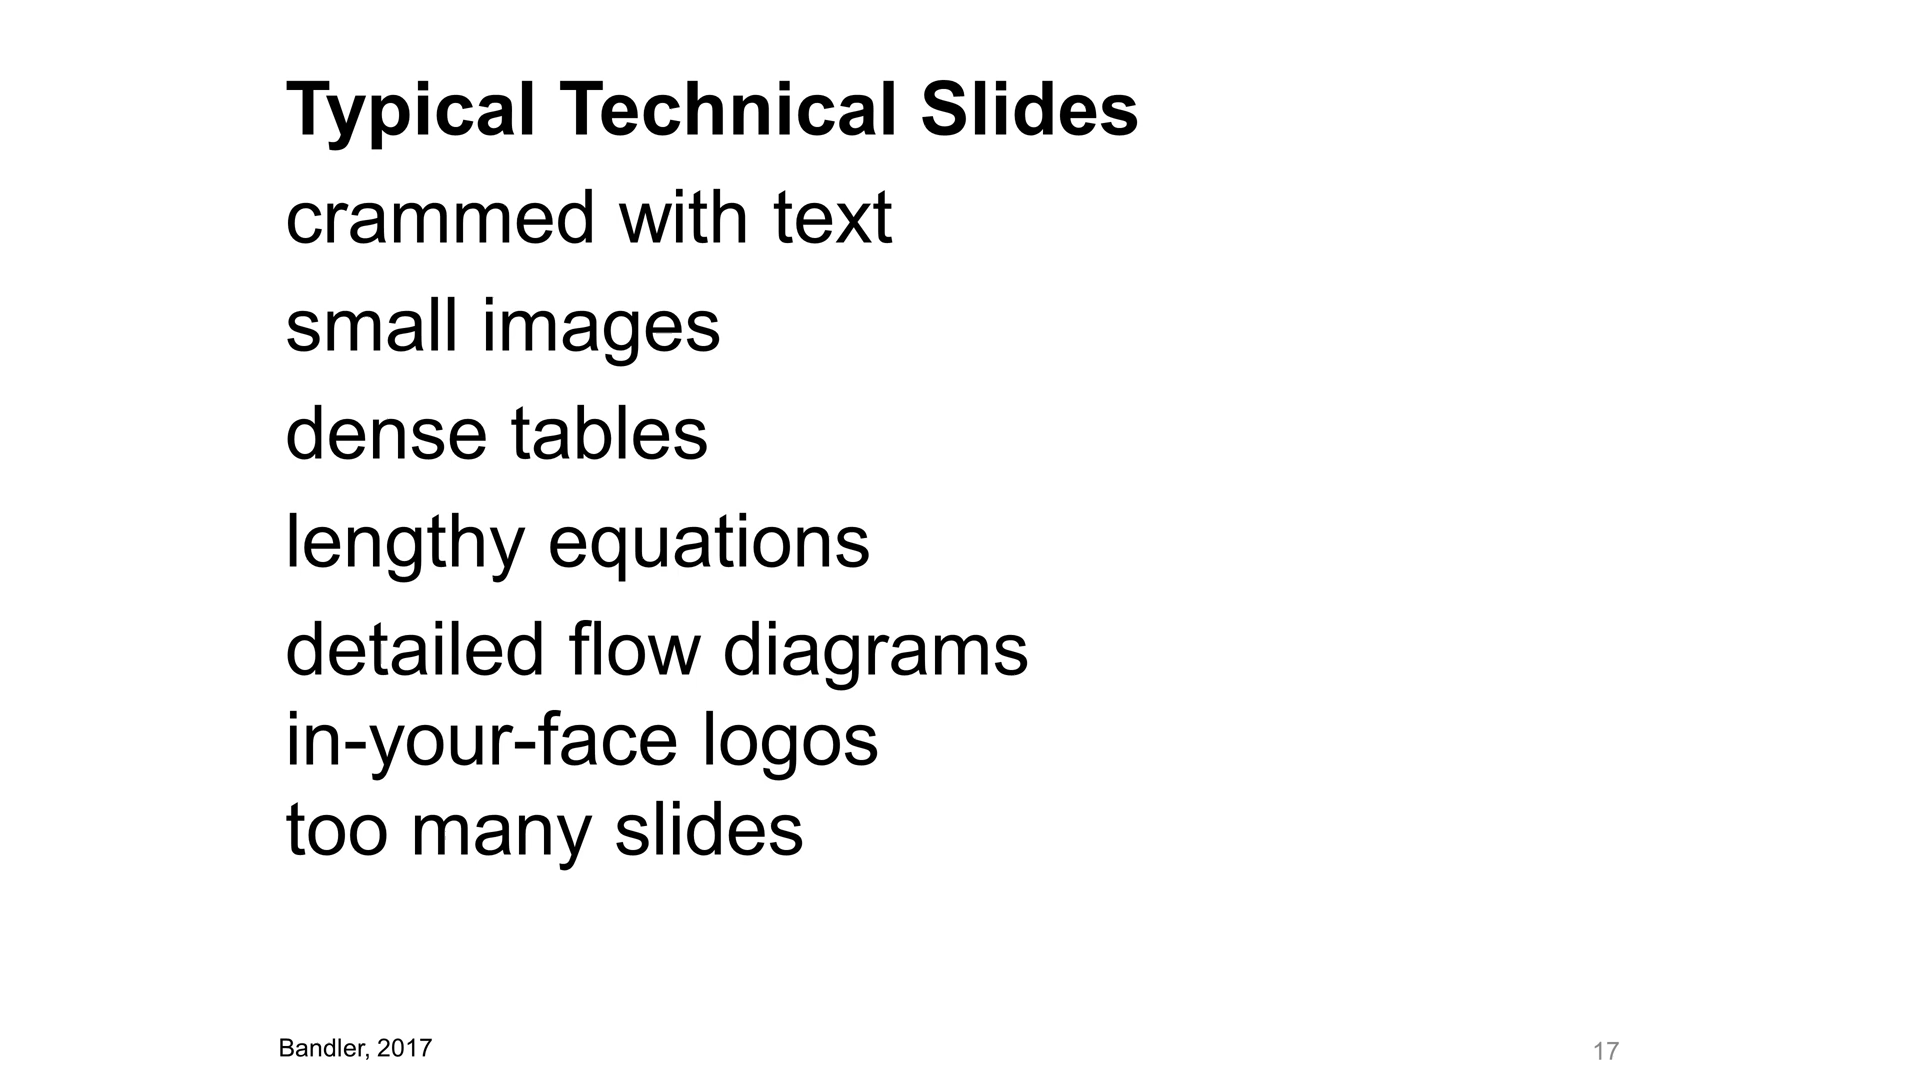 Typical Technical Slides
crammed with text
small images
dense tables
lengthy equations
detailed flow diagrams
in-your-face logos
too many slides
Bandler, 2017
17